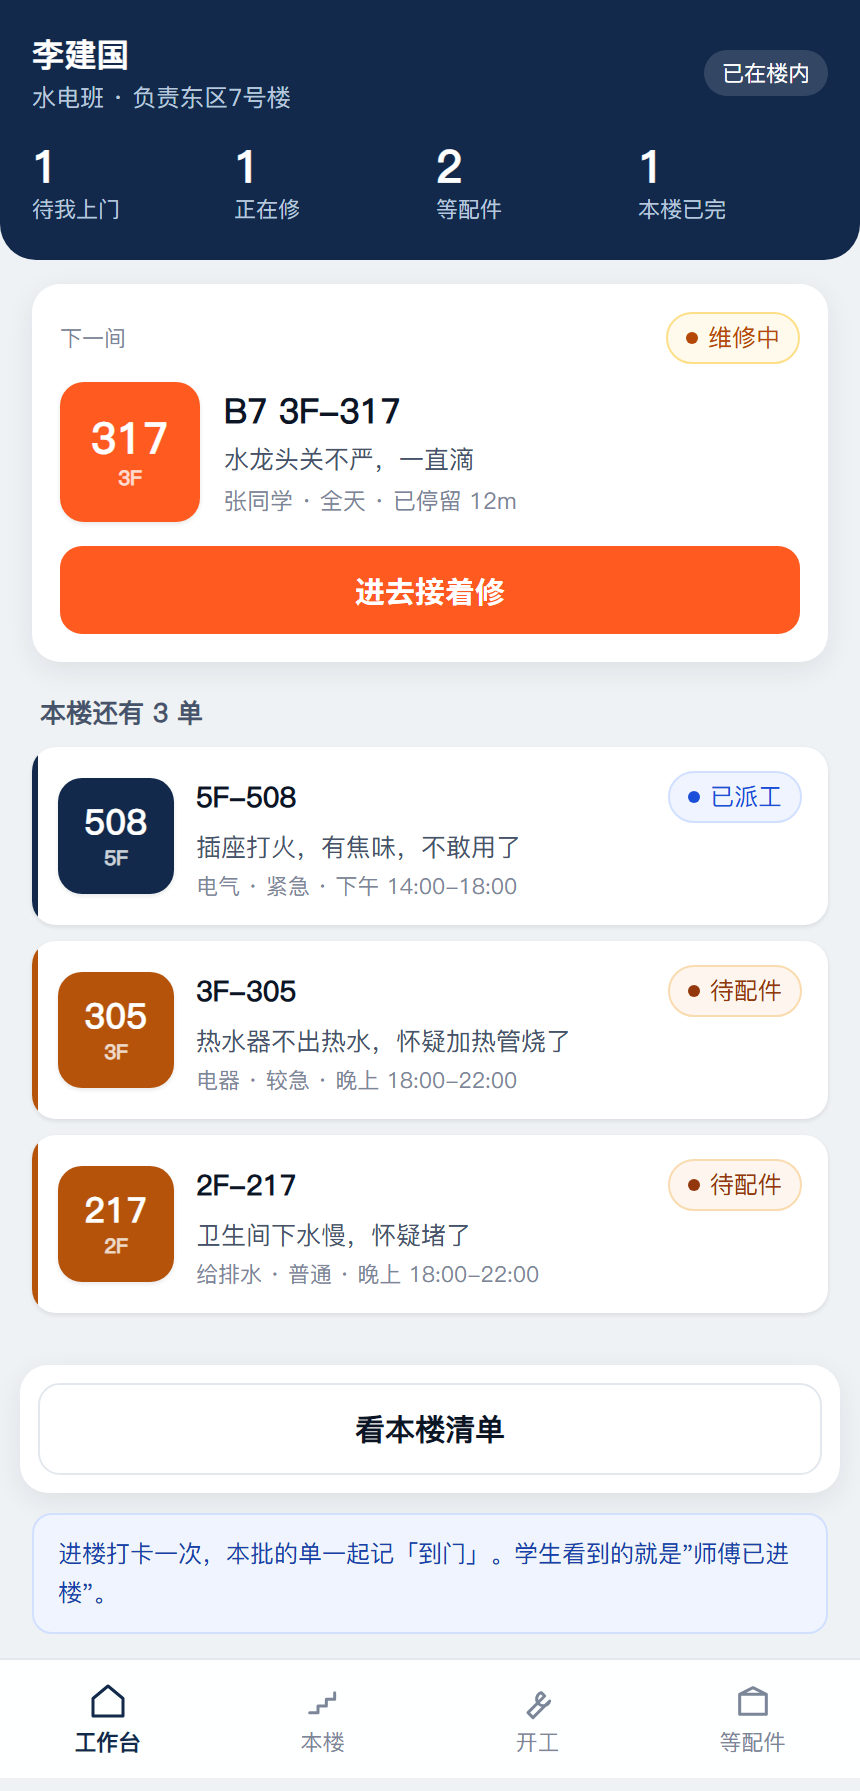 李建国
水电班 · 负责东区7号楼
已在楼内
1
待我上门
1
正在修
2
等配件
1
本楼已完
下一间
维修中
317
3F
B7 3F-317
水龙头关不严，一直滴
张同学 · 全天 · 已停留 12m
进去接着修
本楼还有 3 单
508
5F
5F-508
已派工
插座打火，有焦味，不敢用了
电气 · 紧急 · 下午 14:00-18:00
305
3F
3F-305
待配件
热水器不出热水，怀疑加热管烧了
电器 · 较急 · 晚上 18:00-22:00
217
2F
2F-217
待配件
卫生间下水慢，怀疑堵了
给排水 · 普通 · 晚上 18:00-22:00
看本楼清单
进楼打卡一次，本批的单一起记「到门」。学生看到的就是”师傅已进
楼”。
工作台
本楼
开工
等配件